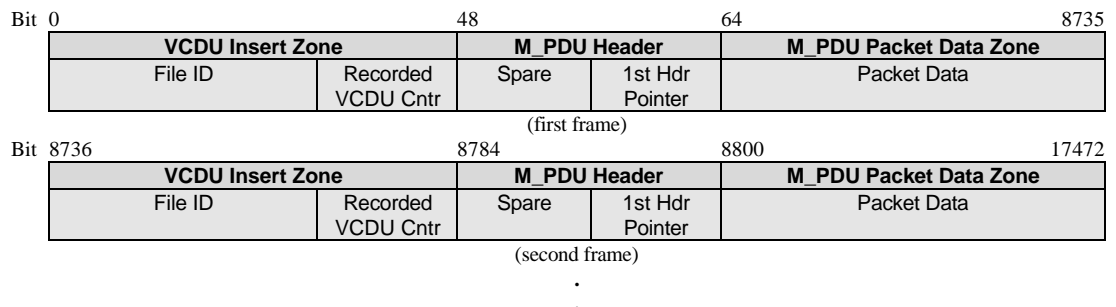 Bit 0 48 64 8735
VCDU Insert Zone M_PDU Header M_PDU Packet Data Zone
File ID Recorded VCDU Cntr Spare 1st Hdr Pointer Packet Data
(first frame)
Bit 8736 8784 8800 17472
VCDU Insert Zone M_PDU Header M_PDU Packet Data Zone
File ID Recorded VCDU Cntr Spare 1st Hdr Pointer Packet Data
(second frame)
.